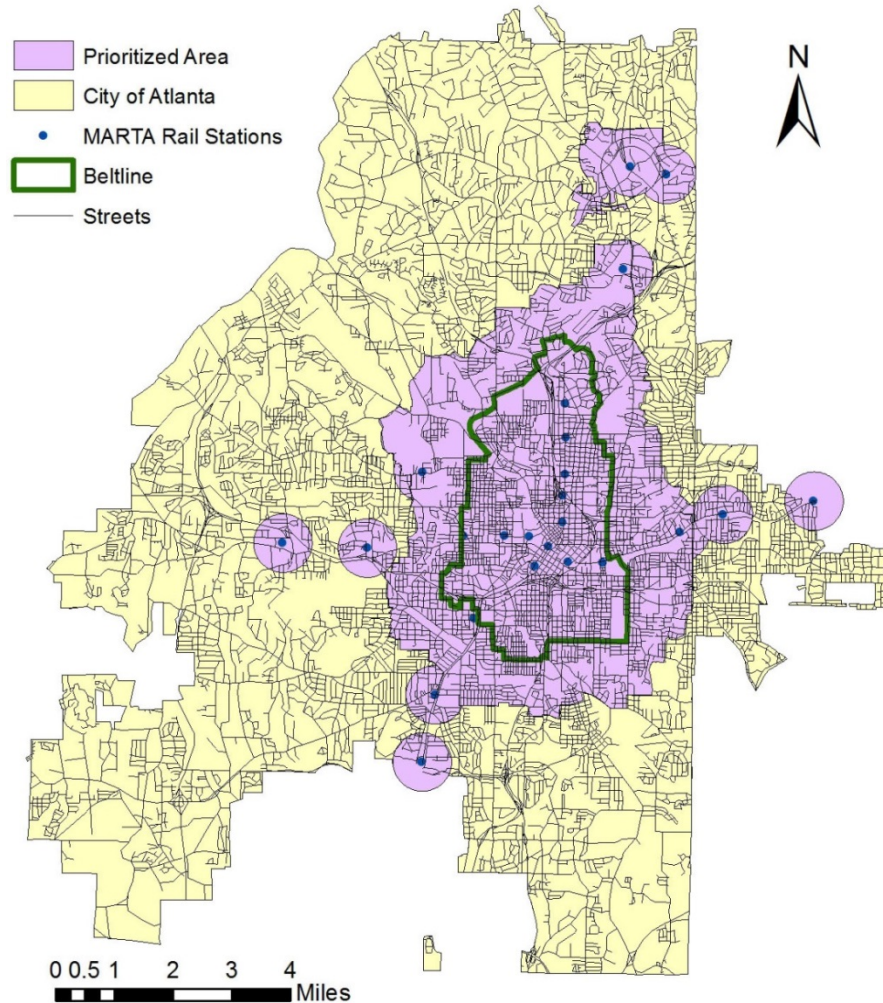 Prioritized Area
City of Atlanta
MARTA Rail Stations
Beltline
Streets
N
0 0.5 1 2 3 4
Miles